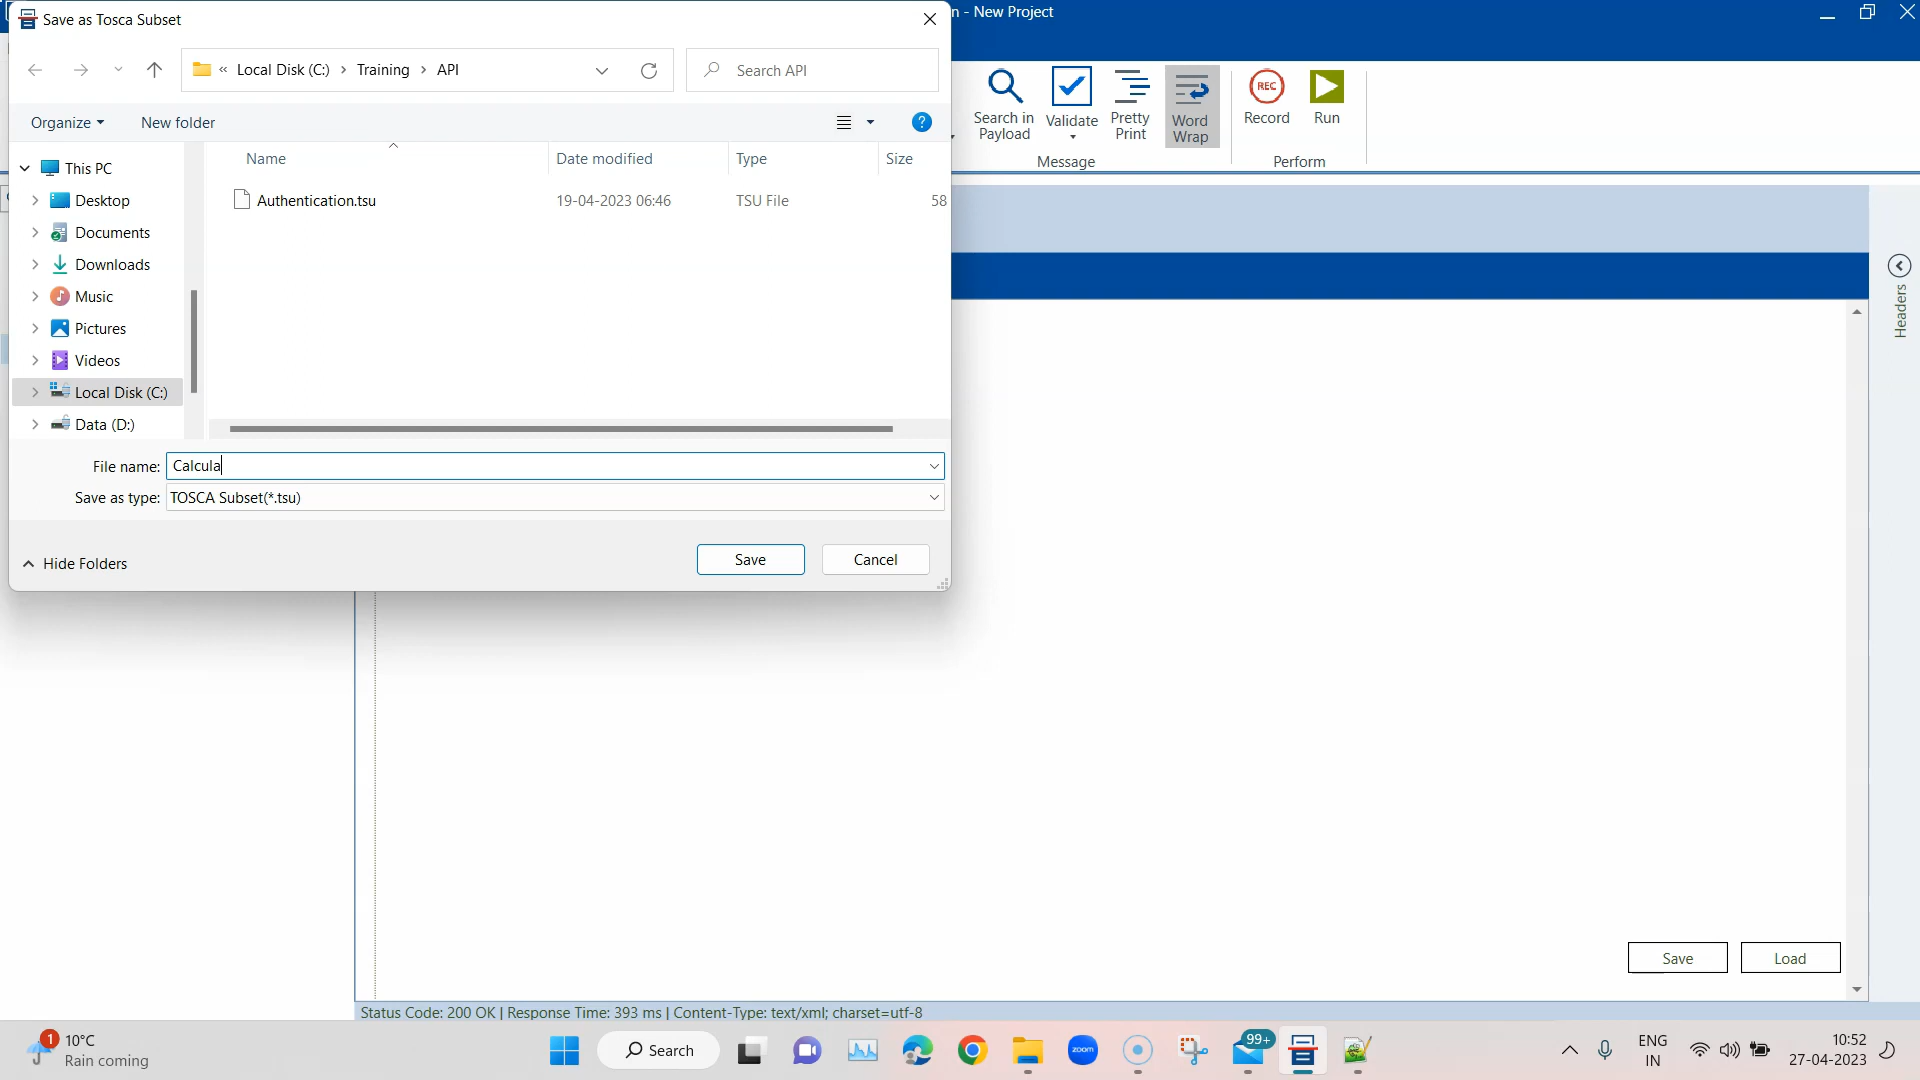 Save as Tosca Subset
n - New Project
« Local Disk (C:) › Training › API
Search API
Organize
New folder
Search in Payload
Validate
Pretty Print
Word Wrap
Record
REC
Run
Message
Perform
Name
Date modified
Type
Size
Authentication.tsu
19-04-2023 06:46
TSU File
58
This PC
Desktop
Documents
Downloads
Music
Pictures
Videos
Local Disk (C:)
Data (D:)
Headers
File name: Calcula
Save as type: TOSCA Subset(*.tsu)
Hide Folders
Save
Cancel
Save
Load
Status Code: 200 OK | Response Time: 393 ms | Content-Type: text/xml; charset=utf-8
1
10°C
Rain coming
Search
zoom
99+
ENG
IN
10:52
27-04-2023